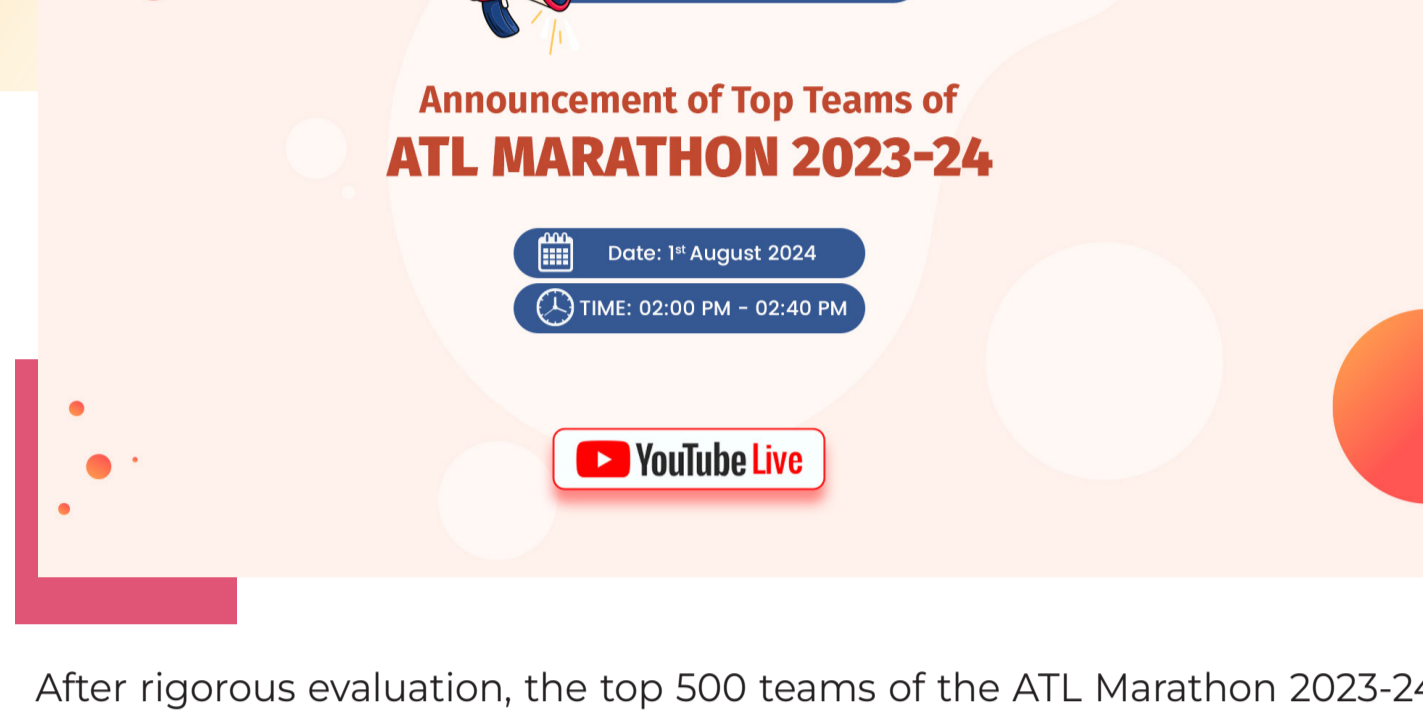 Announcement of Top Teams of
ATL MARATHON 2023-24
Date: 1st August 2024
TIME: 02:00 PM - 02:40 PM
YouTube Live
After rigorous evaluation, the top 500 teams of the ATL Marathon 2023-24